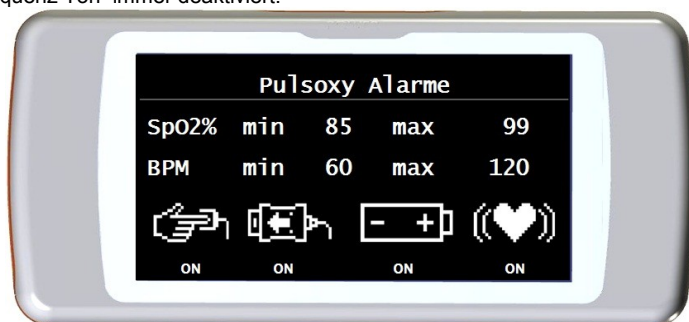 Pulsoxy Alarme
SpO2% min 85 max 99
BPM min 60 max 120
- +
ON ON ON ON